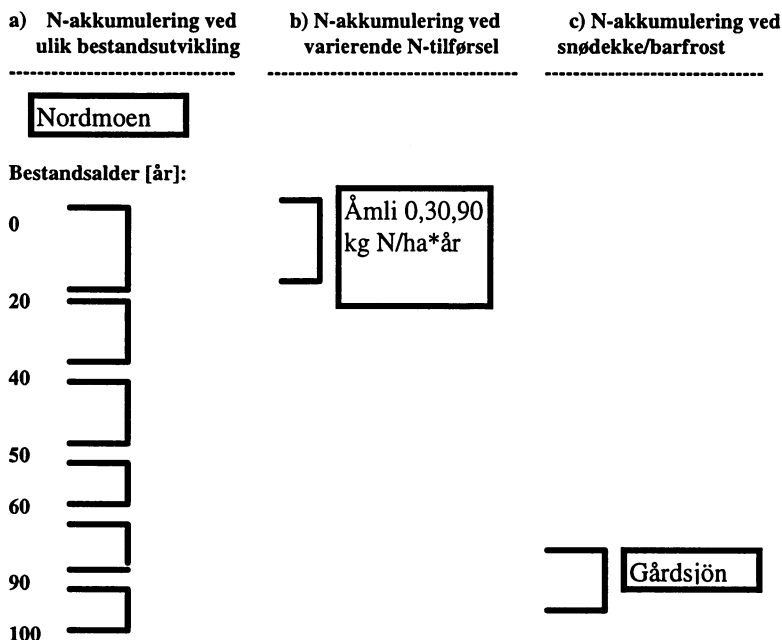 a) N-akkumulering ved
ulik bestandsutvikling
b) N-akkumulering ved
varierende N-tilførsel
c) N-akkumulering ved
snødekke/barfrost
Nordmoen
Bestandsalder [år]:
0
20
40
50
60
90
100
Åmli 0,30,90
kg N/ha*år
Gårdsjön